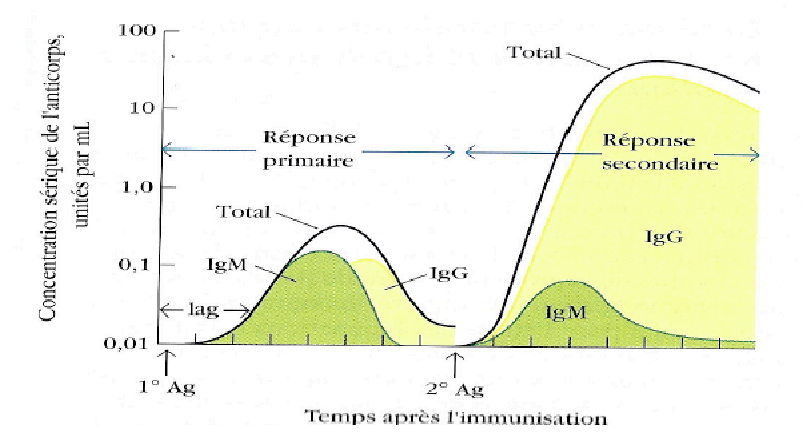 Concentration sérique de l'anticorps,
unités par mL
100
10
1,0
0,1
0,01
Total
Réponse
primaire
Réponse
secondaire
Total
IgM
IgG
IgG
IgM
lag
1° Ag
2° Ag
Temps après l'immunisation